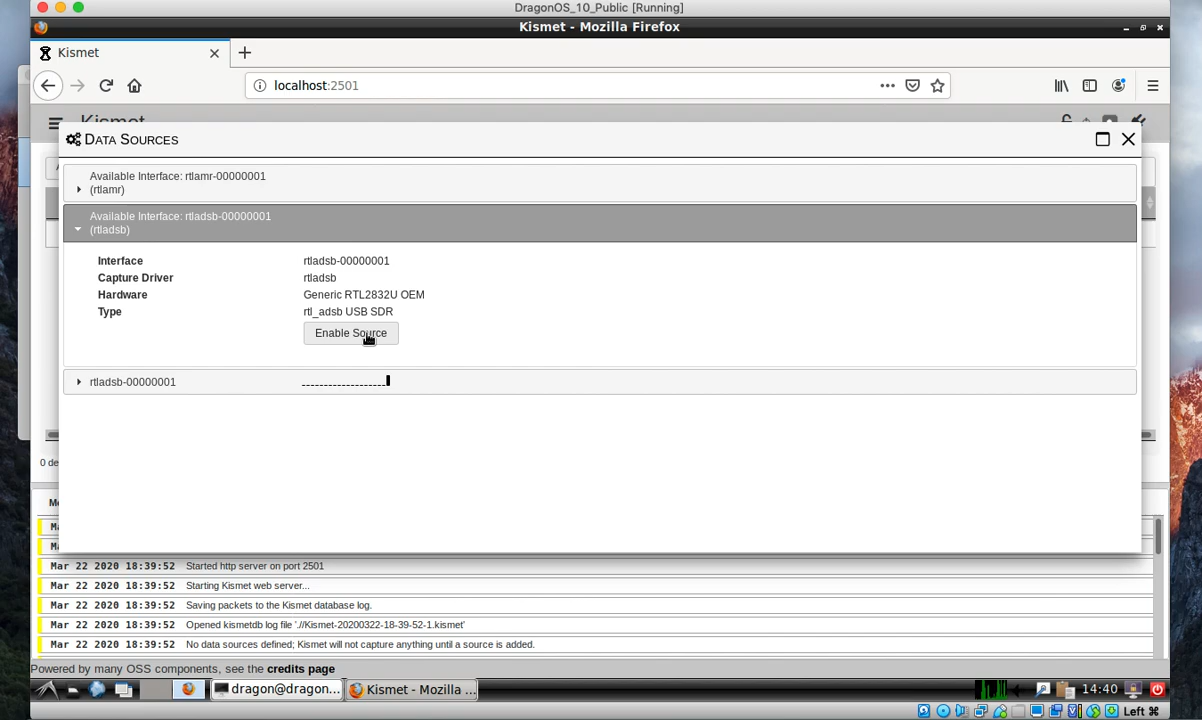 DragonOS_10_Public [Running]
Kismet - Mozilla Firefox
Kismet
localhost:2501
Kismet
DATA SOURCES
Available Interface: rtlamr-00000001
(rtlamr)
Available Interface: rtladsb-00000001
(rtladsb)
Interface rtladsb-00000001
Capture Driver rtladsb
Hardware Generic RTL2832U OEM
Type rtl_adsb USB SDR
Enable Source
rtladsb-00000001
Mar 22 2020 18:39:52 Started http server on port 2501
Mar 22 2020 18:39:52 Starting Kismet web server...
Mar 22 2020 18:39:52 Saving packets to the Kismet database log.
Mar 22 2020 18:39:52 Opened kismetdb log file './/Kismet-20200322-18-39-52-1.kismet'
Mar 22 2020 18:39:52 No data sources defined; Kismet will not capture anything until a source is added.
Powered by many OSS components, see the credits page
dragon@dragon... Kismet - Mozilla ... 14:40
Left ⌘